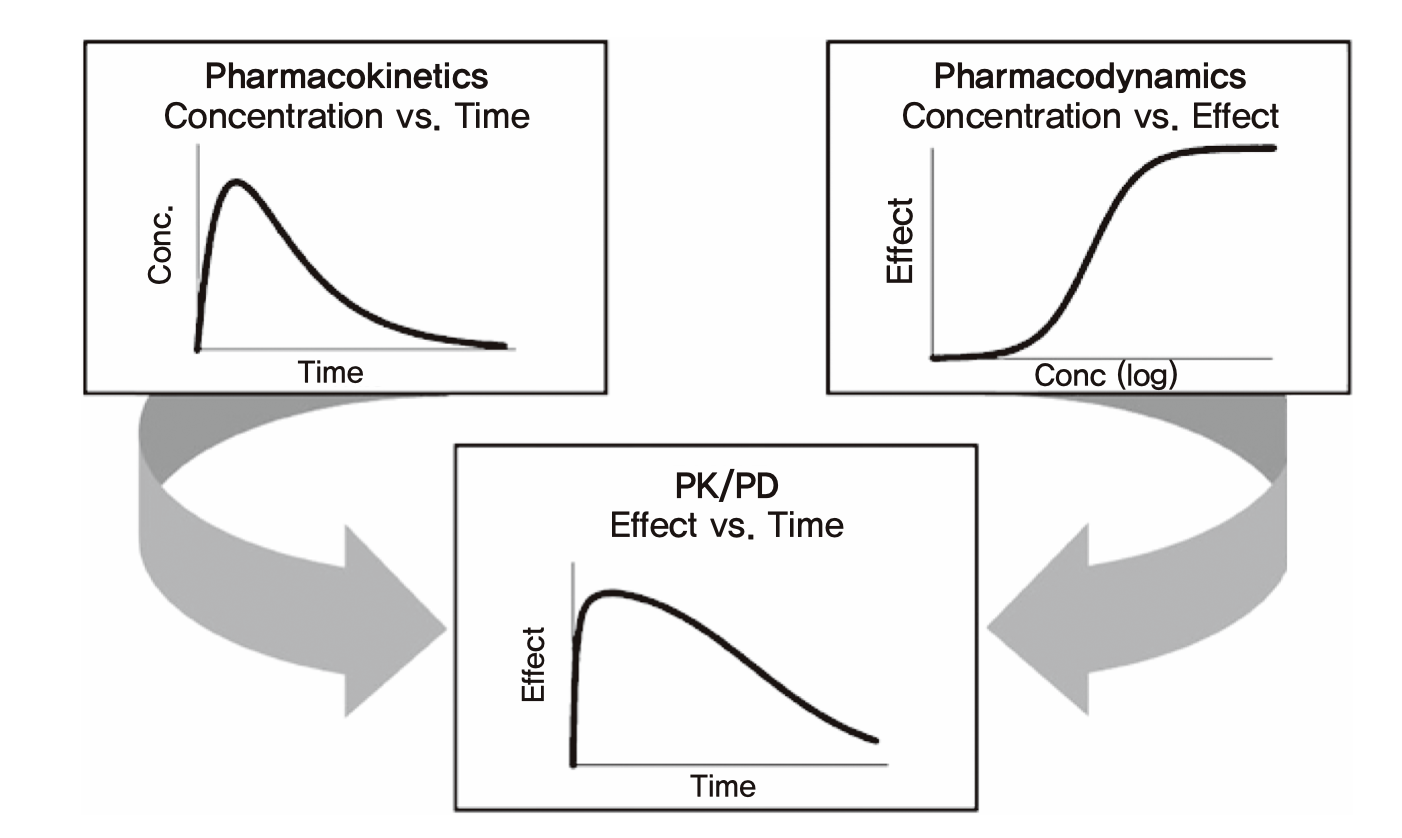 Pharmacokinetics
Concentration vs. Time
Conc.
Time
Pharmacodynamics
Concentration vs. Effect
Effect
Conc (log)
PK/PD
Effect vs. Time
Effect
Time